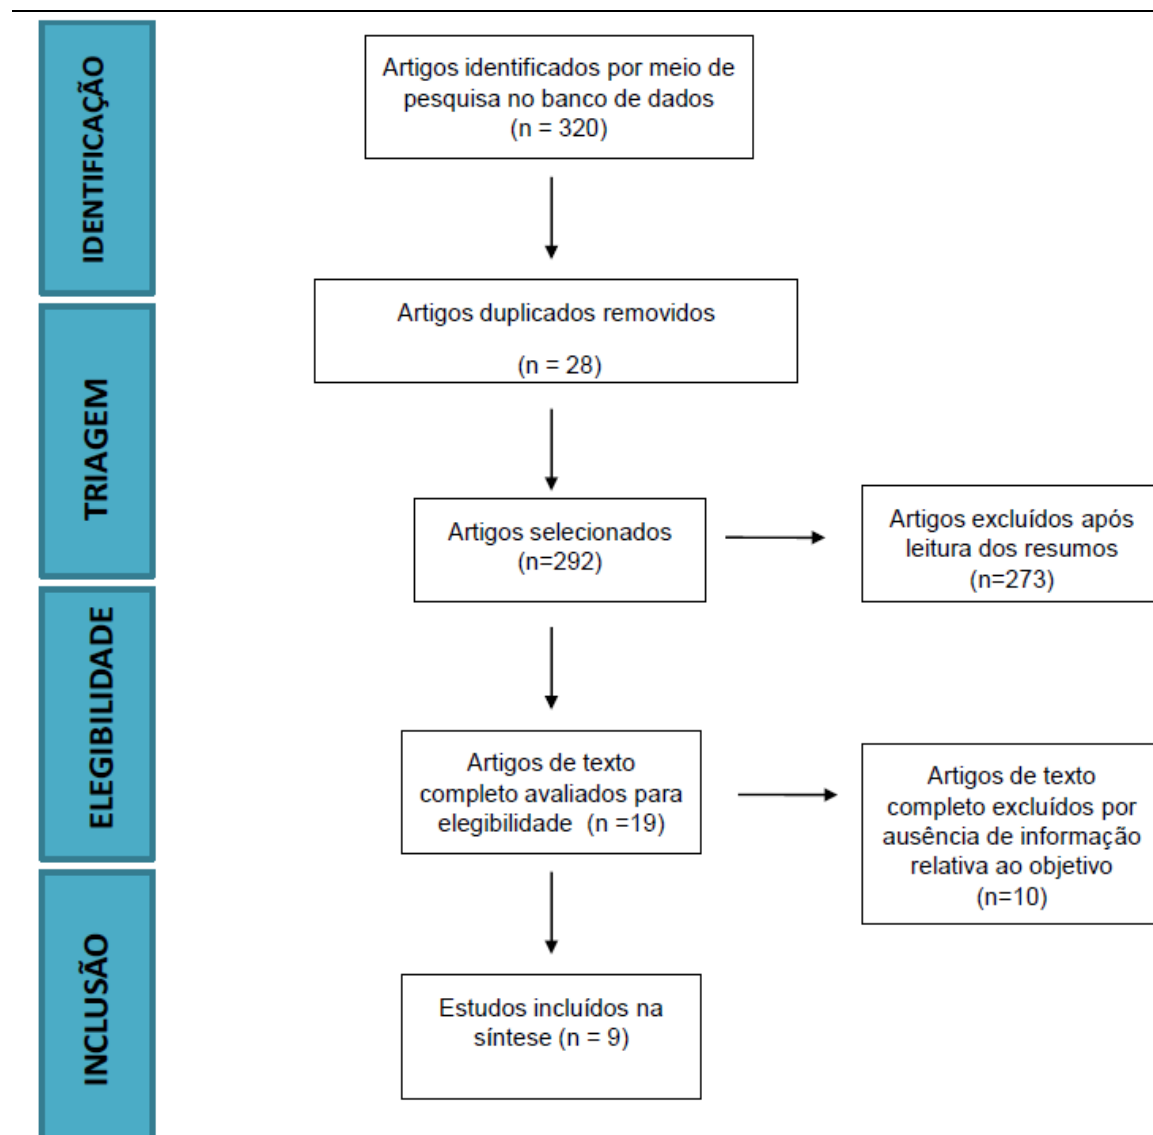 IDENTIFICAÇÃO
Artigos identificados por meio de
pesquisa no banco de dados
(n = 320)
Artigos duplicados removidos
(n = 28)
TRIAGEM
Artigos selecionados
(n=292)
Artigos excluídos após
leitura dos resumos
(n=273)
ELEGIBILIDADE
Artigos de texto
completo avaliados para
elegibilidade (n =19)
Artigos de texto
completo excluídos por
ausência de informação
relativa ao objetivo
(n=10)
INCLUSÃO
Estudos incluídos na
síntese (n = 9)